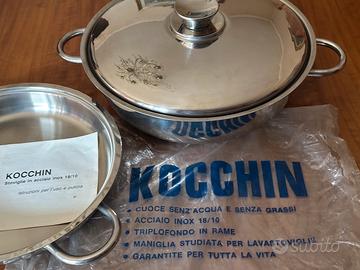 KOCCHIN
Stoviglie in acciaio inox 18/10
Istruzioni per l'uso e pulizia
KOCCHIN
• CUOCE SENZ'ACQUA E SENZA GRASSI
• ACCIAIO INOX 18/10
• TRIPLOFONDO IN RAME
• MANIGLIA STUDIATA PER LAVASTOVIGLIE
• GARANTITE PER TUTTA LA VITA
subito